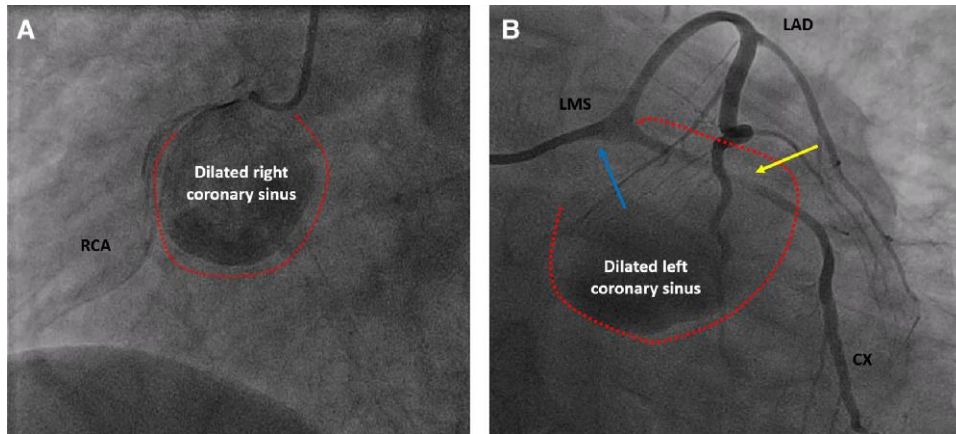 A
Dilated right
coronary sinus
RCA
B
LAD
LMS
Dilated left
coronary sinus
CX